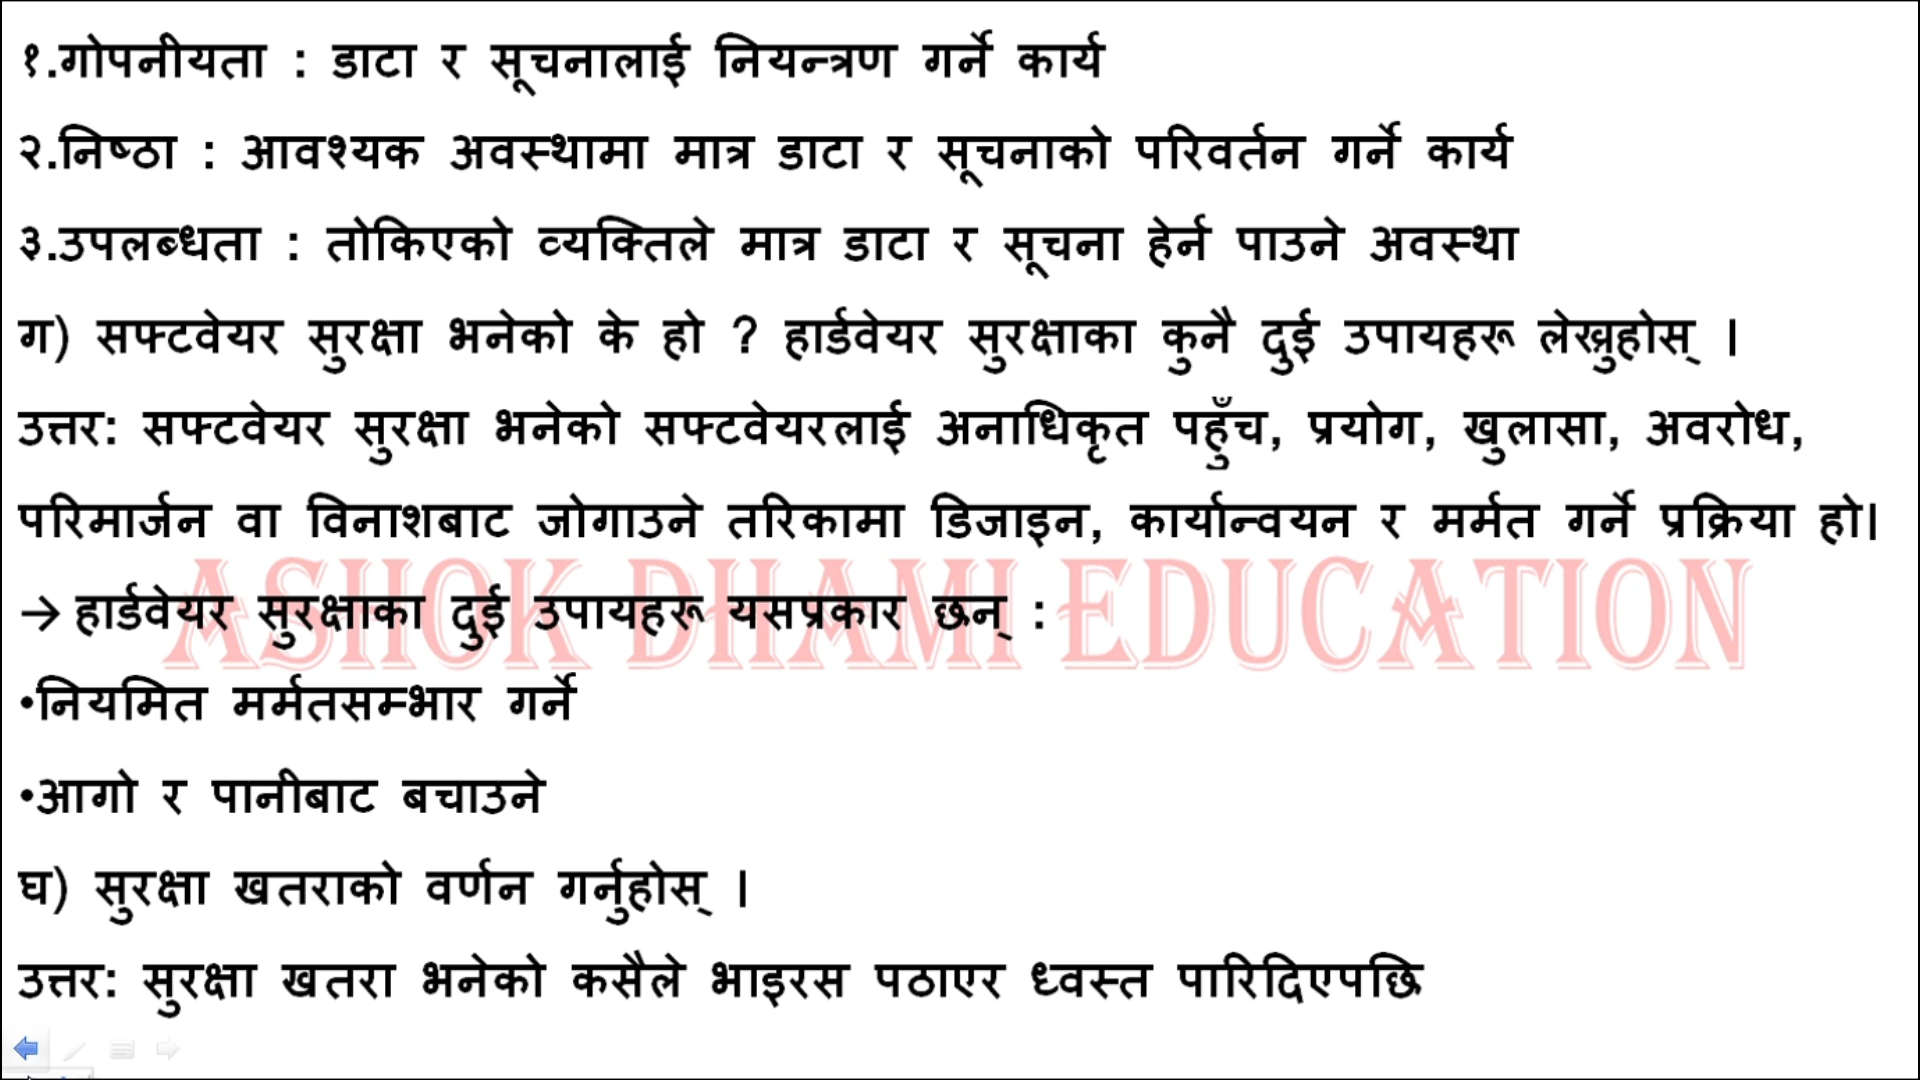 १.गोपनीयता : डाटा र सूचनालाई नियन्त्रण गर्ने कार्य
२.निष्ठा : आवश्यक अवस्थामा मात्र डाटा र सूचनाको परिवर्तन गर्ने कार्य
३.उपलब्धता : तोकिएको व्यक्तिले मात्र डाटा र सूचना हेर्न पाउने अवस्था
ग) सफ्टवेयर सुरक्षा भनेको के हो ? हार्डवेयर सुरक्षाका कुनै दुई उपायहरू लेख्नुहोस् ।
उत्तर: सफ्टवेयर सुरक्षा भनेको सफ्टवेयरलाई अनाधिकृत पहुँच, प्रयोग, खुलासा, अवरोध,
परिमार्जन वा विनाशबाट जोगाउने तरिकामा डिजाइन, कार्यान्वयन र मर्मत गर्ने प्रक्रिया हो।
ASHOK DHAMI EDUCATION
→ हार्डवेयर सुरक्षाका दुई उपायहरू यसप्रकार छन् :
•नियमित मर्मतसम्भार गर्ने
•आगो र पानीबाट बचाउने
घ) सुरक्षा खतराको वर्णन गर्नुहोस् ।
उत्तर: सुरक्षा खतरा भनेको कसैले भाइरस पठाएर ध्वस्त पारिदिएपछि